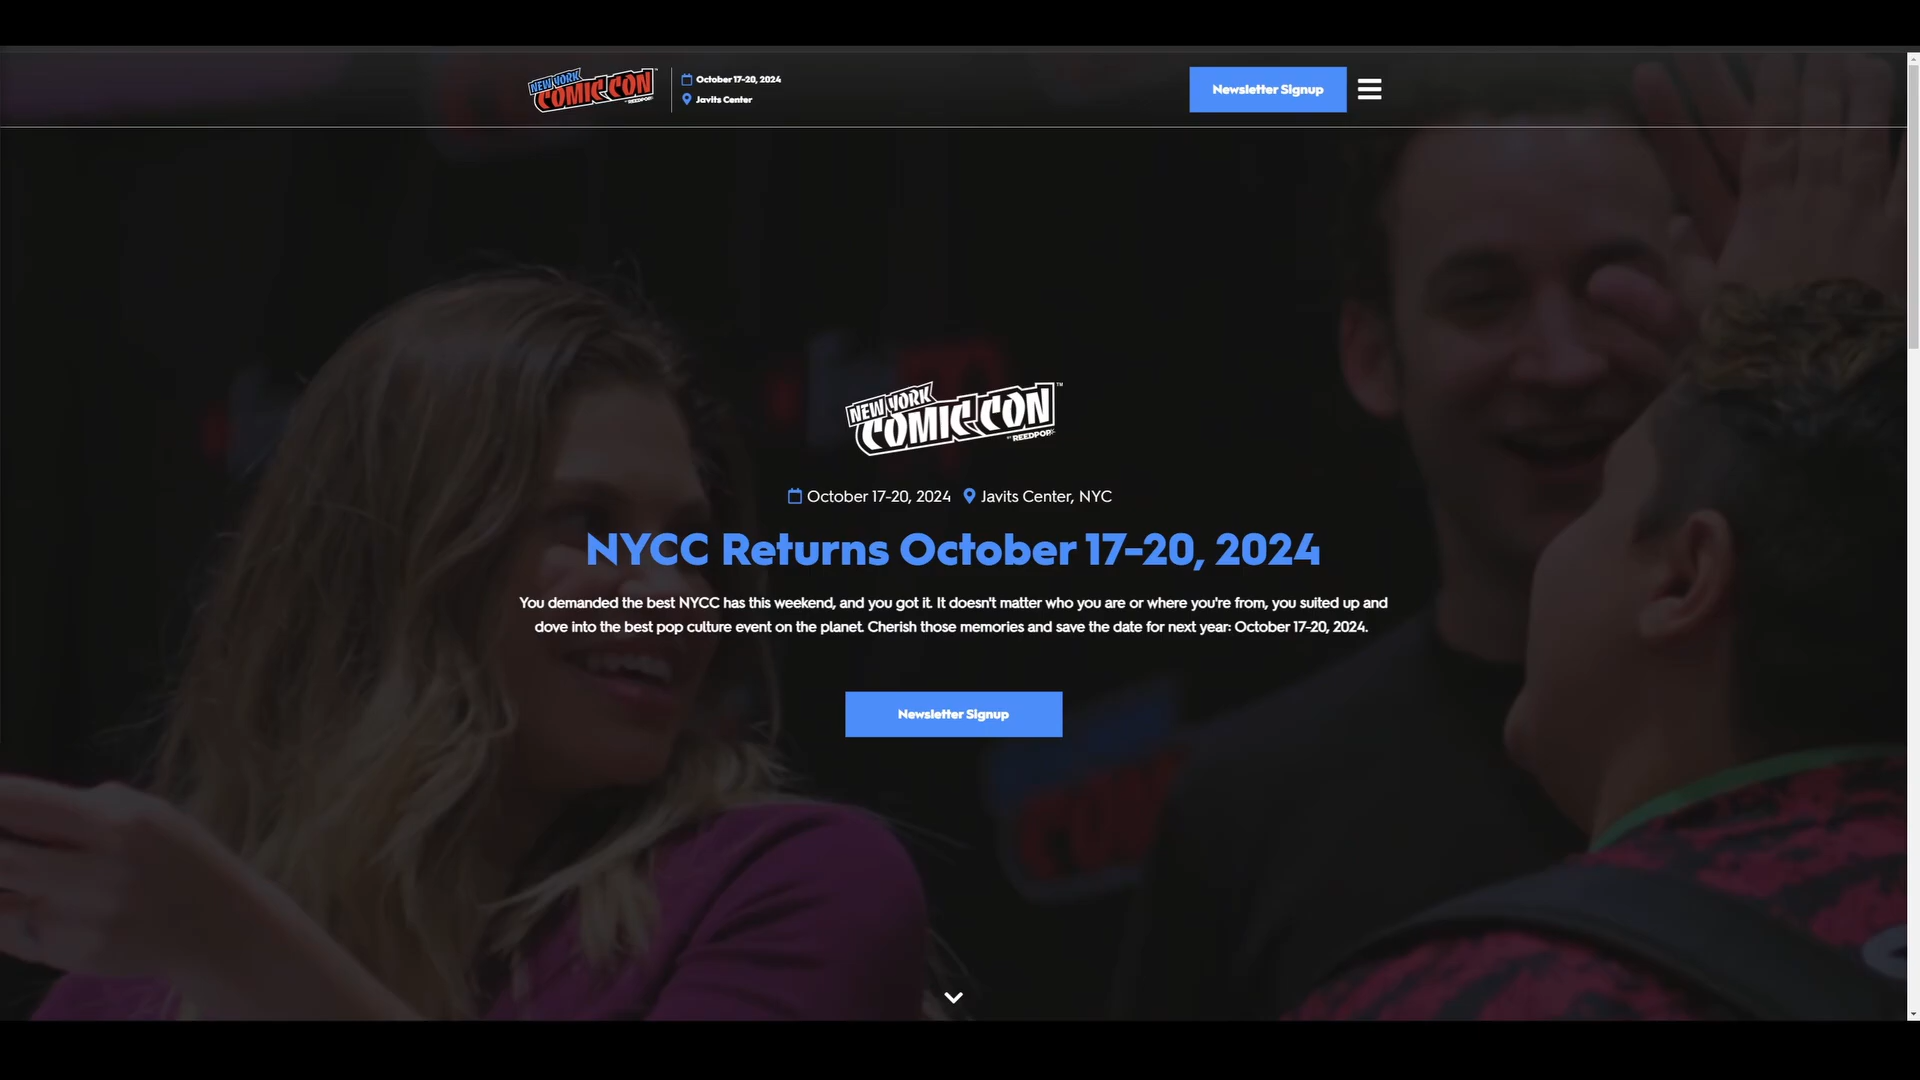 NEW YORK
COMIC CON™
BY REEDPOP
October 17-20, 2024
Javits Center
Newsletter Signup
NEW YORK
COMIC CON™
BY REEDPOP
October 17-20, 2024 Javits Center, NYC
NYCC Returns October 17-20, 2024
You demanded the best NYCC has this weekend, and you got it. It doesn't matter who you are or where you're from, you suited up and
dove into the best pop culture event on the planet. Cherish those memories and save the date for next year: October 17-20, 2024.
Newsletter Signup